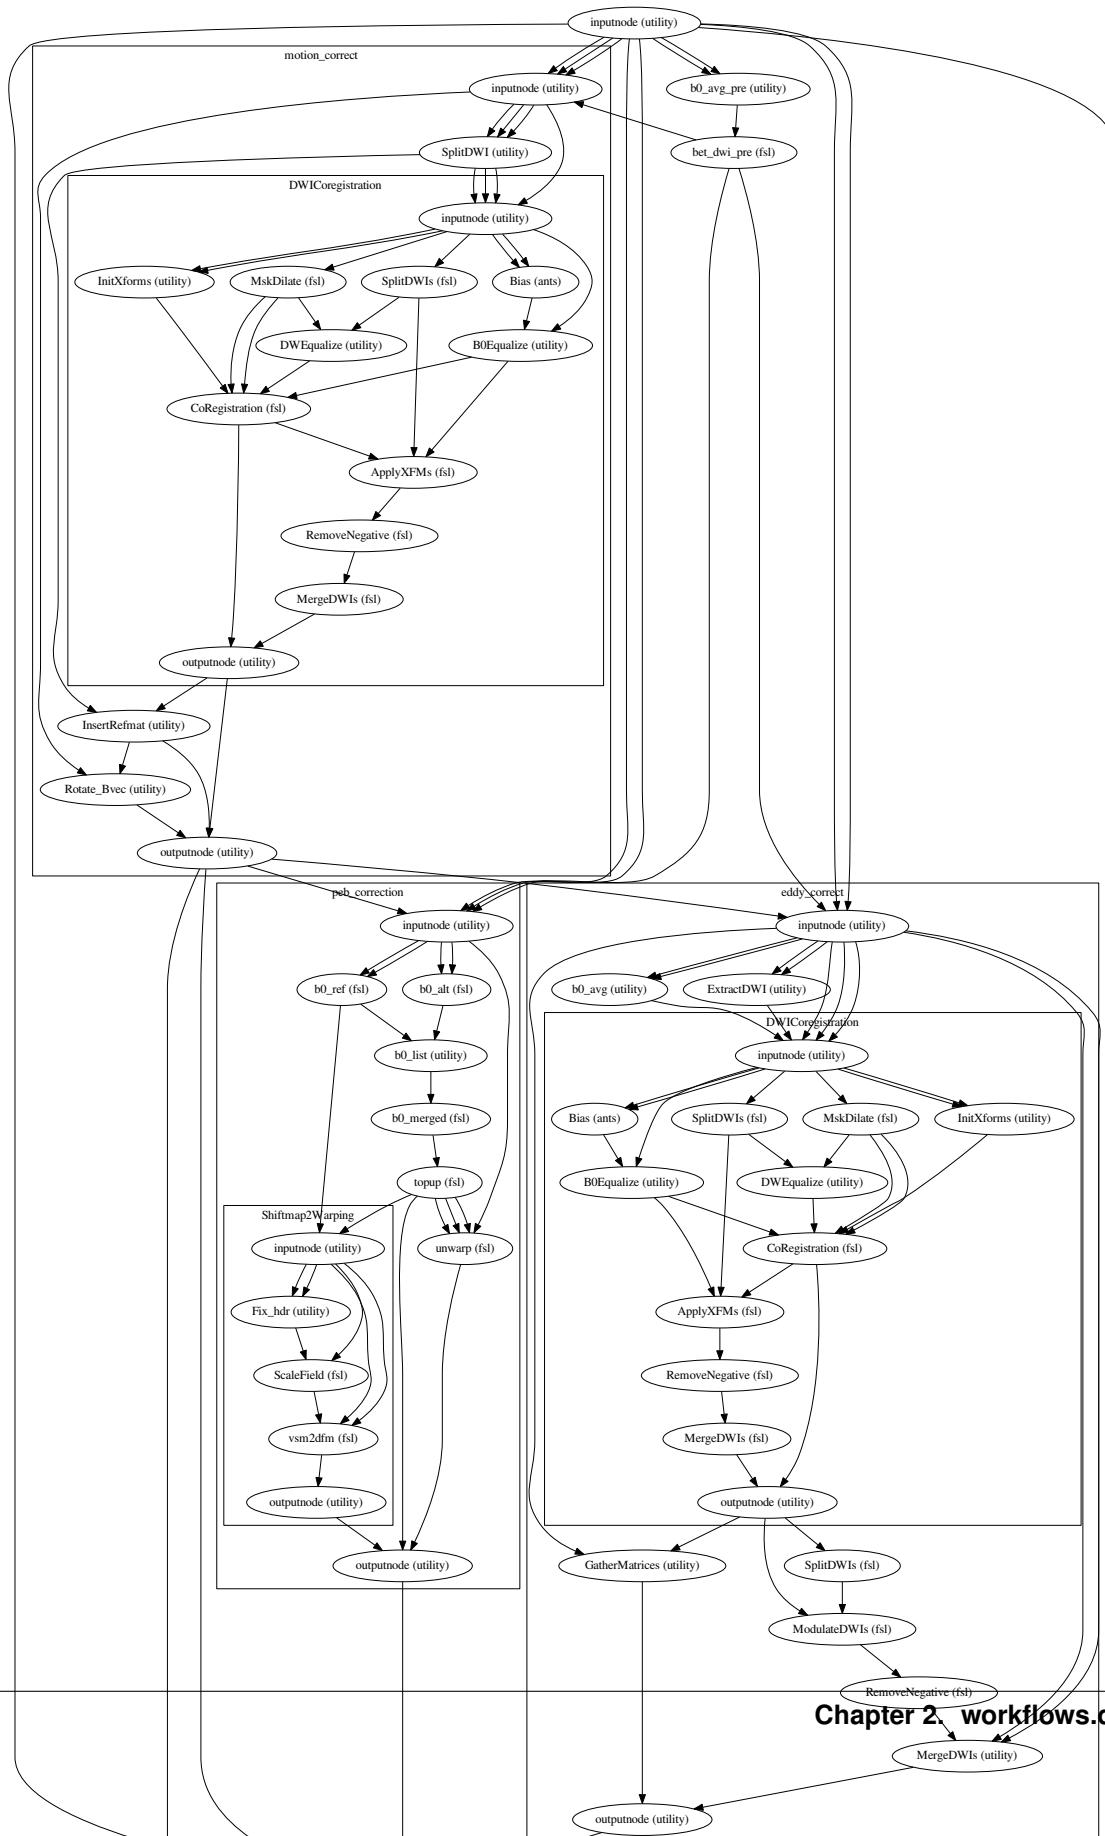 inputnode (utility)
motion_correct
inputnode (utility)
b0_avg_pre (utility)
SplitDWI (utility)
bet_dwi_pre (fsl)
DWICoregistration
inputnode (utility)
InitXforms (utility)
MskDilate (fsl)
SplitDWIs (fsl)
Bias (ants)
DWEqualize (utility)
B0Equalize (utility)
CoRegistration (fsl)
ApplyXFMs (fsl)
RemoveNegative (fsl)
MergeDWIs (fsl)
outputnode (utility)
InsertRefmat (utility)
Rotate_Bvec (utility)
outputnode (utility)
peb_correction
inputnode (utility)
b0_ref (fsl)
b0_alt (fsl)
b0_list (utility)
b0_merged (fsl)
topup (fsl)
Shiftmap2Warping
inputnode (utility)
unwarp (fsl)
Fix_hdr (utility)
ScaleField (fsl)
vsm2dfm (fsl)
outputnode (utility)
outputnode (utility)
eddy_correct
inputnode (utility)
b0_avg (utility)
ExtractDWI (utility)
DWICoregistration
inputnode (utility)
Bias (ants)
SplitDWIs (fsl)
MskDilate (fsl)
InitXforms (utility)
B0Equalize (utility)
DWEqualize (utility)
CoRegistration (fsl)
ApplyXFMs (fsl)
RemoveNegative (fsl)
MergeDWIs (fsl)
outputnode (utility)
GatherMatrices (utility)
SplitDWIs (fsl)
ModulateDWIs (fsl)
RemoveNegative (fsl)
Chapter 2. workflows.
MergeDWIs (utility)
outputnode (utility)